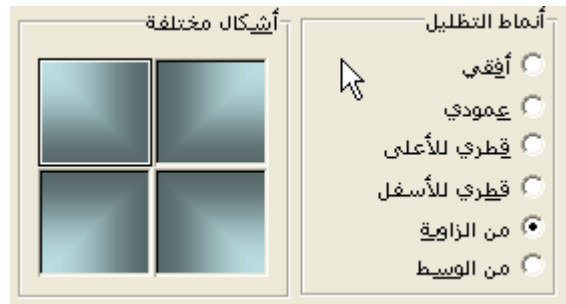 أنماط التظليل
أفقي
عمودي
قطري للأعلى
قطري للأسفل
من الزاوية
من الوسط
أشكال مختلفة